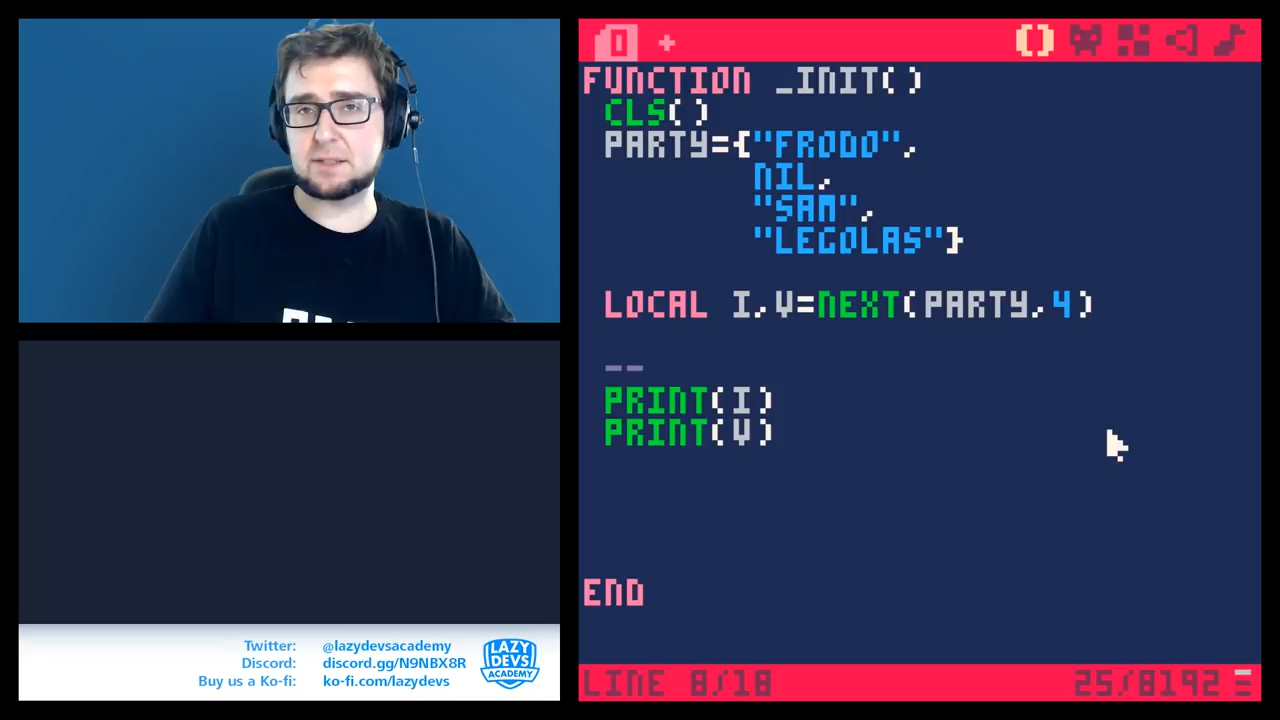 FUNCTION _INIT()
CLS()
PARTY={"FRODO",
NIL,
"SAM",
"LEGOLAS"}
LOCAL I,V=NEXT(PARTY,4)
--
PRINT(I)
PRINT(V)
END
LINE 8/18
25/8192
Twitter: @lazydevsacademy
Discord: discord.gg/N9NBX8R
Buy us a Ko-fi: ko-fi.com/lazydevs
LAZY
DEVS
ACADEMY